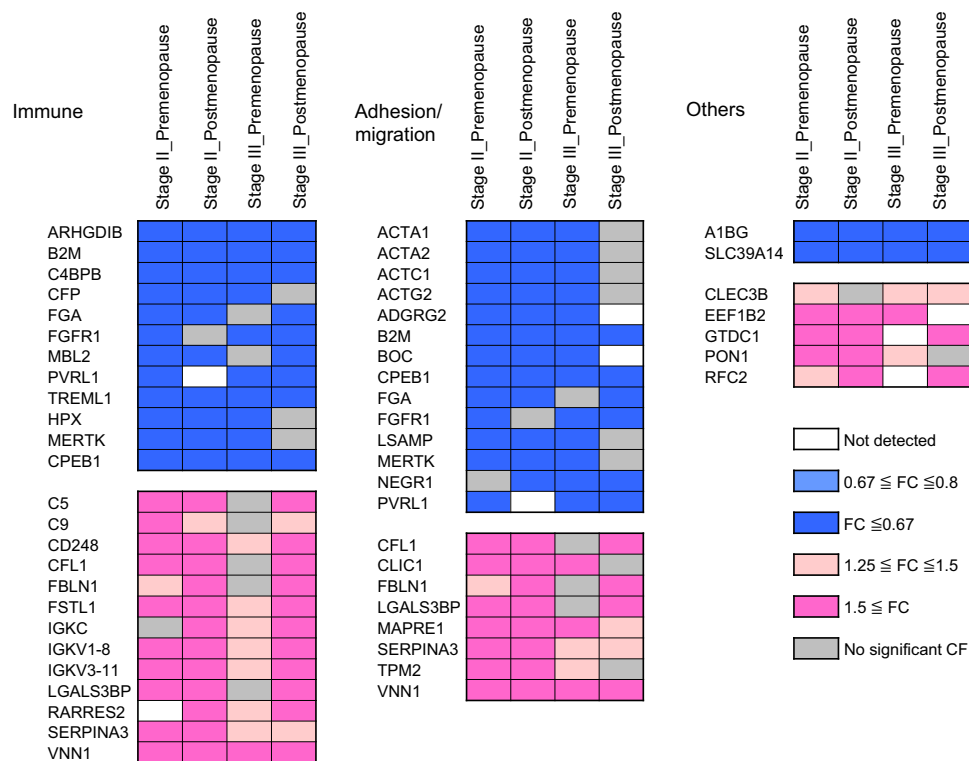 Immune
Stage II_Premenopause
Stage II_Postmenopause
Stage III_Premenopause
Stage III_Postmenopause
ARHGDIB
B2M
C4BPB
CFP
FGA
FGFR1
MBL2
PVRL1
TREML1
HPX
MERTK
CPEB1
C5
C9
CD248
CFL1
FBLN1
FSTL1
IGKC
IGKV1-8
IGKV3-11
LGALS3BP
RARRES2
SERPINA3
VNN1
Adhesion/
migration
Stage II_Premenopause
Stage II_Postmenopause
Stage III_Premenopause
Stage III_Postmenopause
ACTA1
ACTA2
ACTC1
ACTG2
ADGRG2
B2M
BOC
CPEB1
FGA
FGFR1
LSAMP
MERTK
NEGR1
PVRL1
CFL1
CLIC1
FBLN1
LGALS3BP
MAPRE1
SERPINA3
TPM2
VNN1
Others
Stage II_Premenopause
Stage II_Postmenopause
Stage III_Premenopause
Stage III_Postmenopause
A1BG
SLC39A14
CLEC3B
EEF1B2
GTDC1
PON1
RFC2
Not detected
0.67 ≦ FC ≦0.8
FC ≦0.67
1.25 ≦ FC ≦1.5
1.5 ≦ FC
No significant CF